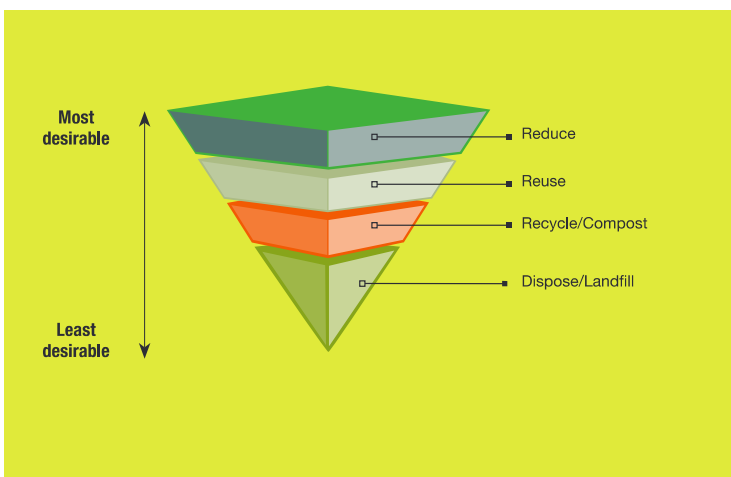 Most
desirable
Reduce
Reuse
Recycle/Compost
Dispose/Landfill
Least
desirable